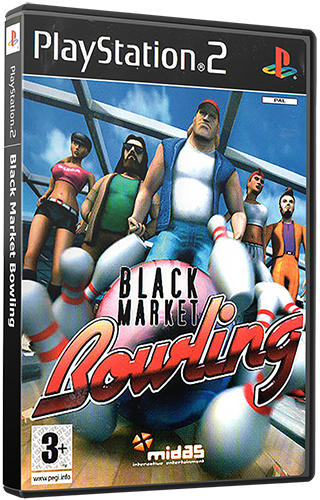 PlayStation®2
PAL
PlayStation®2
Black Market Bowling
BLACK
MARKET
Bowling
3+
www.pegi.info
midas
interactive entertainment